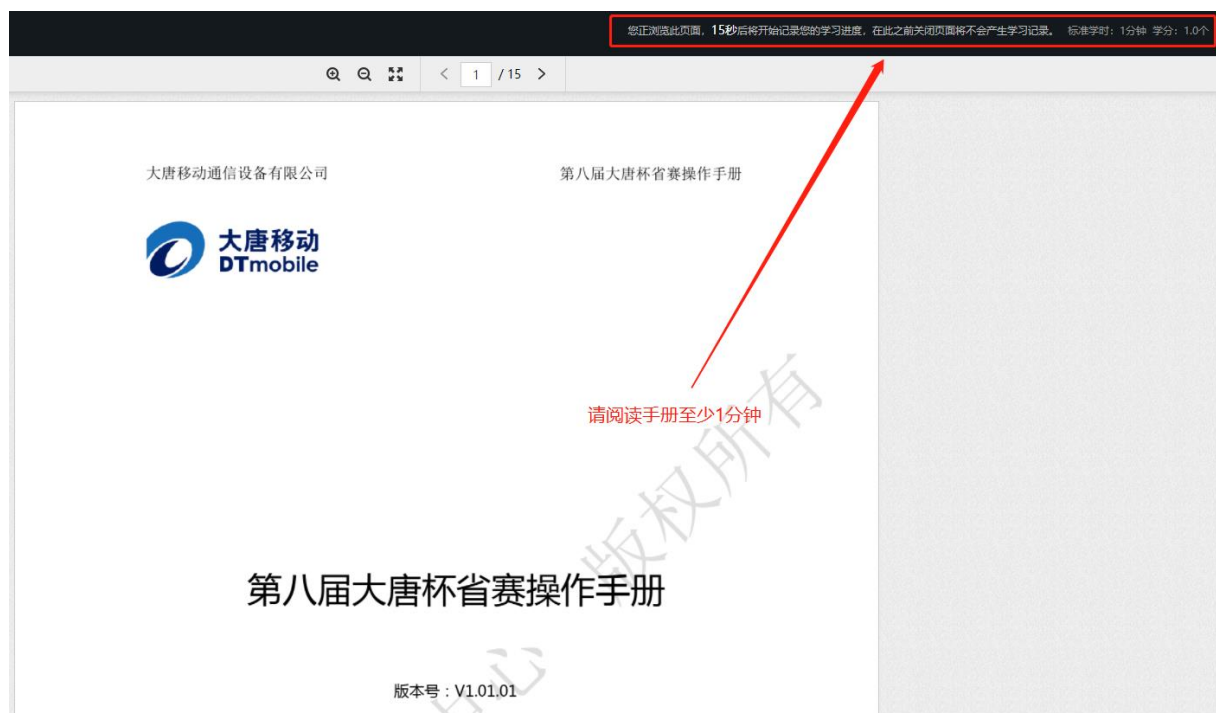 您正浏览此页面，15秒后将开始记录您的学习进度，在此之前关闭页面将不会产生学习记录。 标准学时：1分钟 学分：1.0个
1 / 15
大唐移动通信设备有限公司 第八届大唐杯省赛操作手册
大唐移动
DTmobile
请阅读手册至少1分钟
版权所有
第八届大唐杯省赛操作手册
中心
版本号：V1.01.01